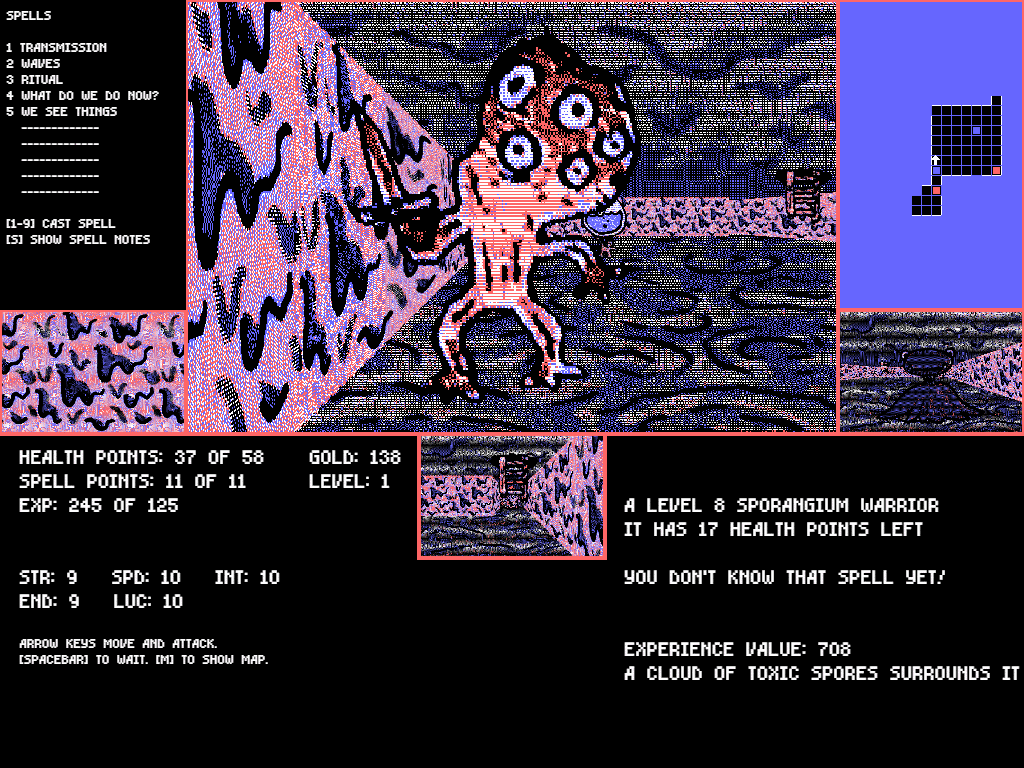 SPELLS
1 TRANSMISSION
2 WAVES
3 RITUAL
4 WHAT DO WE DO NOW?
5 WE SEE THINGS
-------------
-------------
-------------
-------------
-------------
[1-9] CAST SPELL
[S] SHOW SPELL NOTES
HEALTH POINTS: 37 OF 58 GOLD: 138
SPELL POINTS: 11 OF 11 LEVEL: 1
EXP: 245 OF 125
STR: 9 SPD: 10 INT: 10
END: 9 LUC: 10
ARROW KEYS MOVE AND ATTACK.
[SPACEBAR] TO WAIT. [M] TO SHOW MAP.
A LEVEL 8 SPORANGIUM WARRIOR
IT HAS 17 HEALTH POINTS LEFT
YOU DON'T KNOW THAT SPELL YET!
EXPERIENCE VALUE: 708
A CLOUD OF TOXIC SPORES SURROUNDS IT